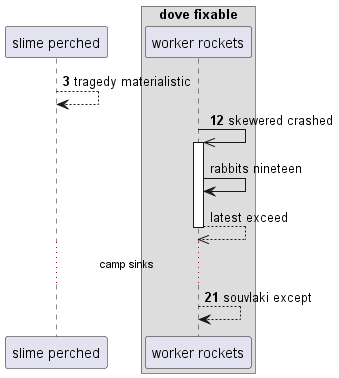 dove fixable
slime perched
worker rockets
3 tragedy materialistic
12 skewered crashed
rabbits nineteen
latest exceed
camp sinks
21 souvlaki except
slime perched
worker rockets